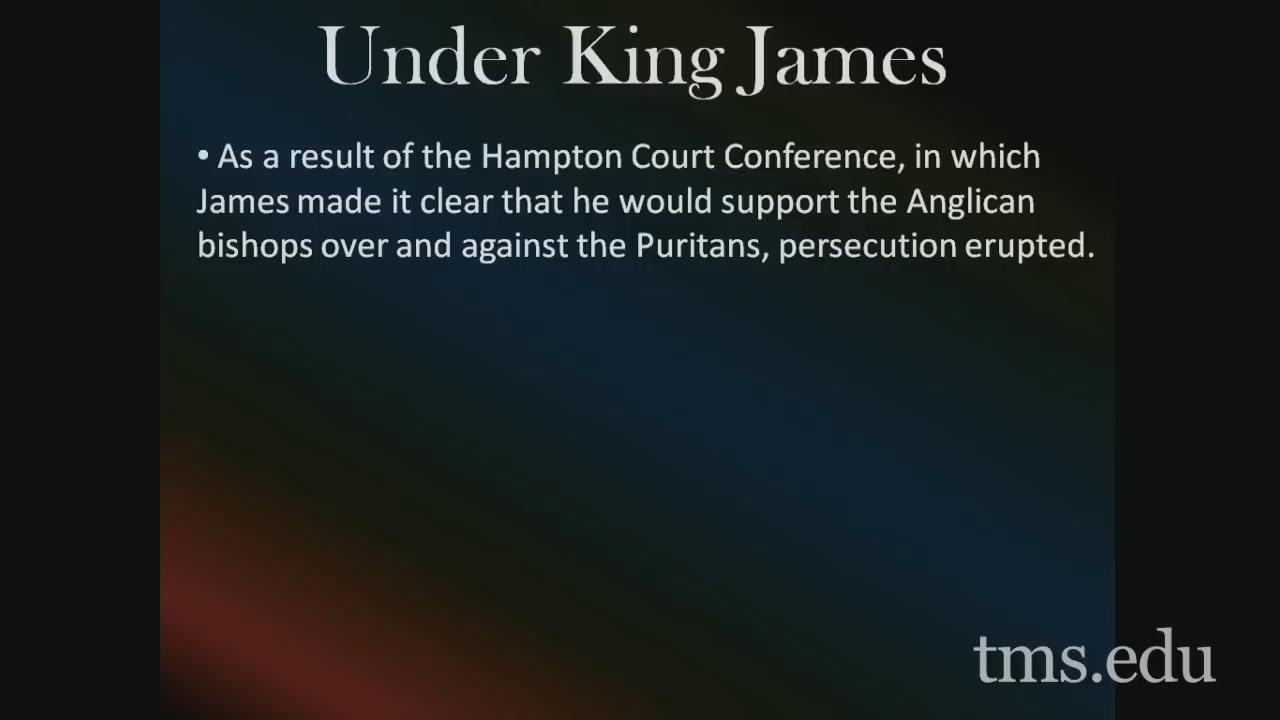 Under King James
• As a result of the Hampton Court Conference, in which
James made it clear that he would support the Anglican
bishops over and against the Puritans, persecution erupted.
tms.edu